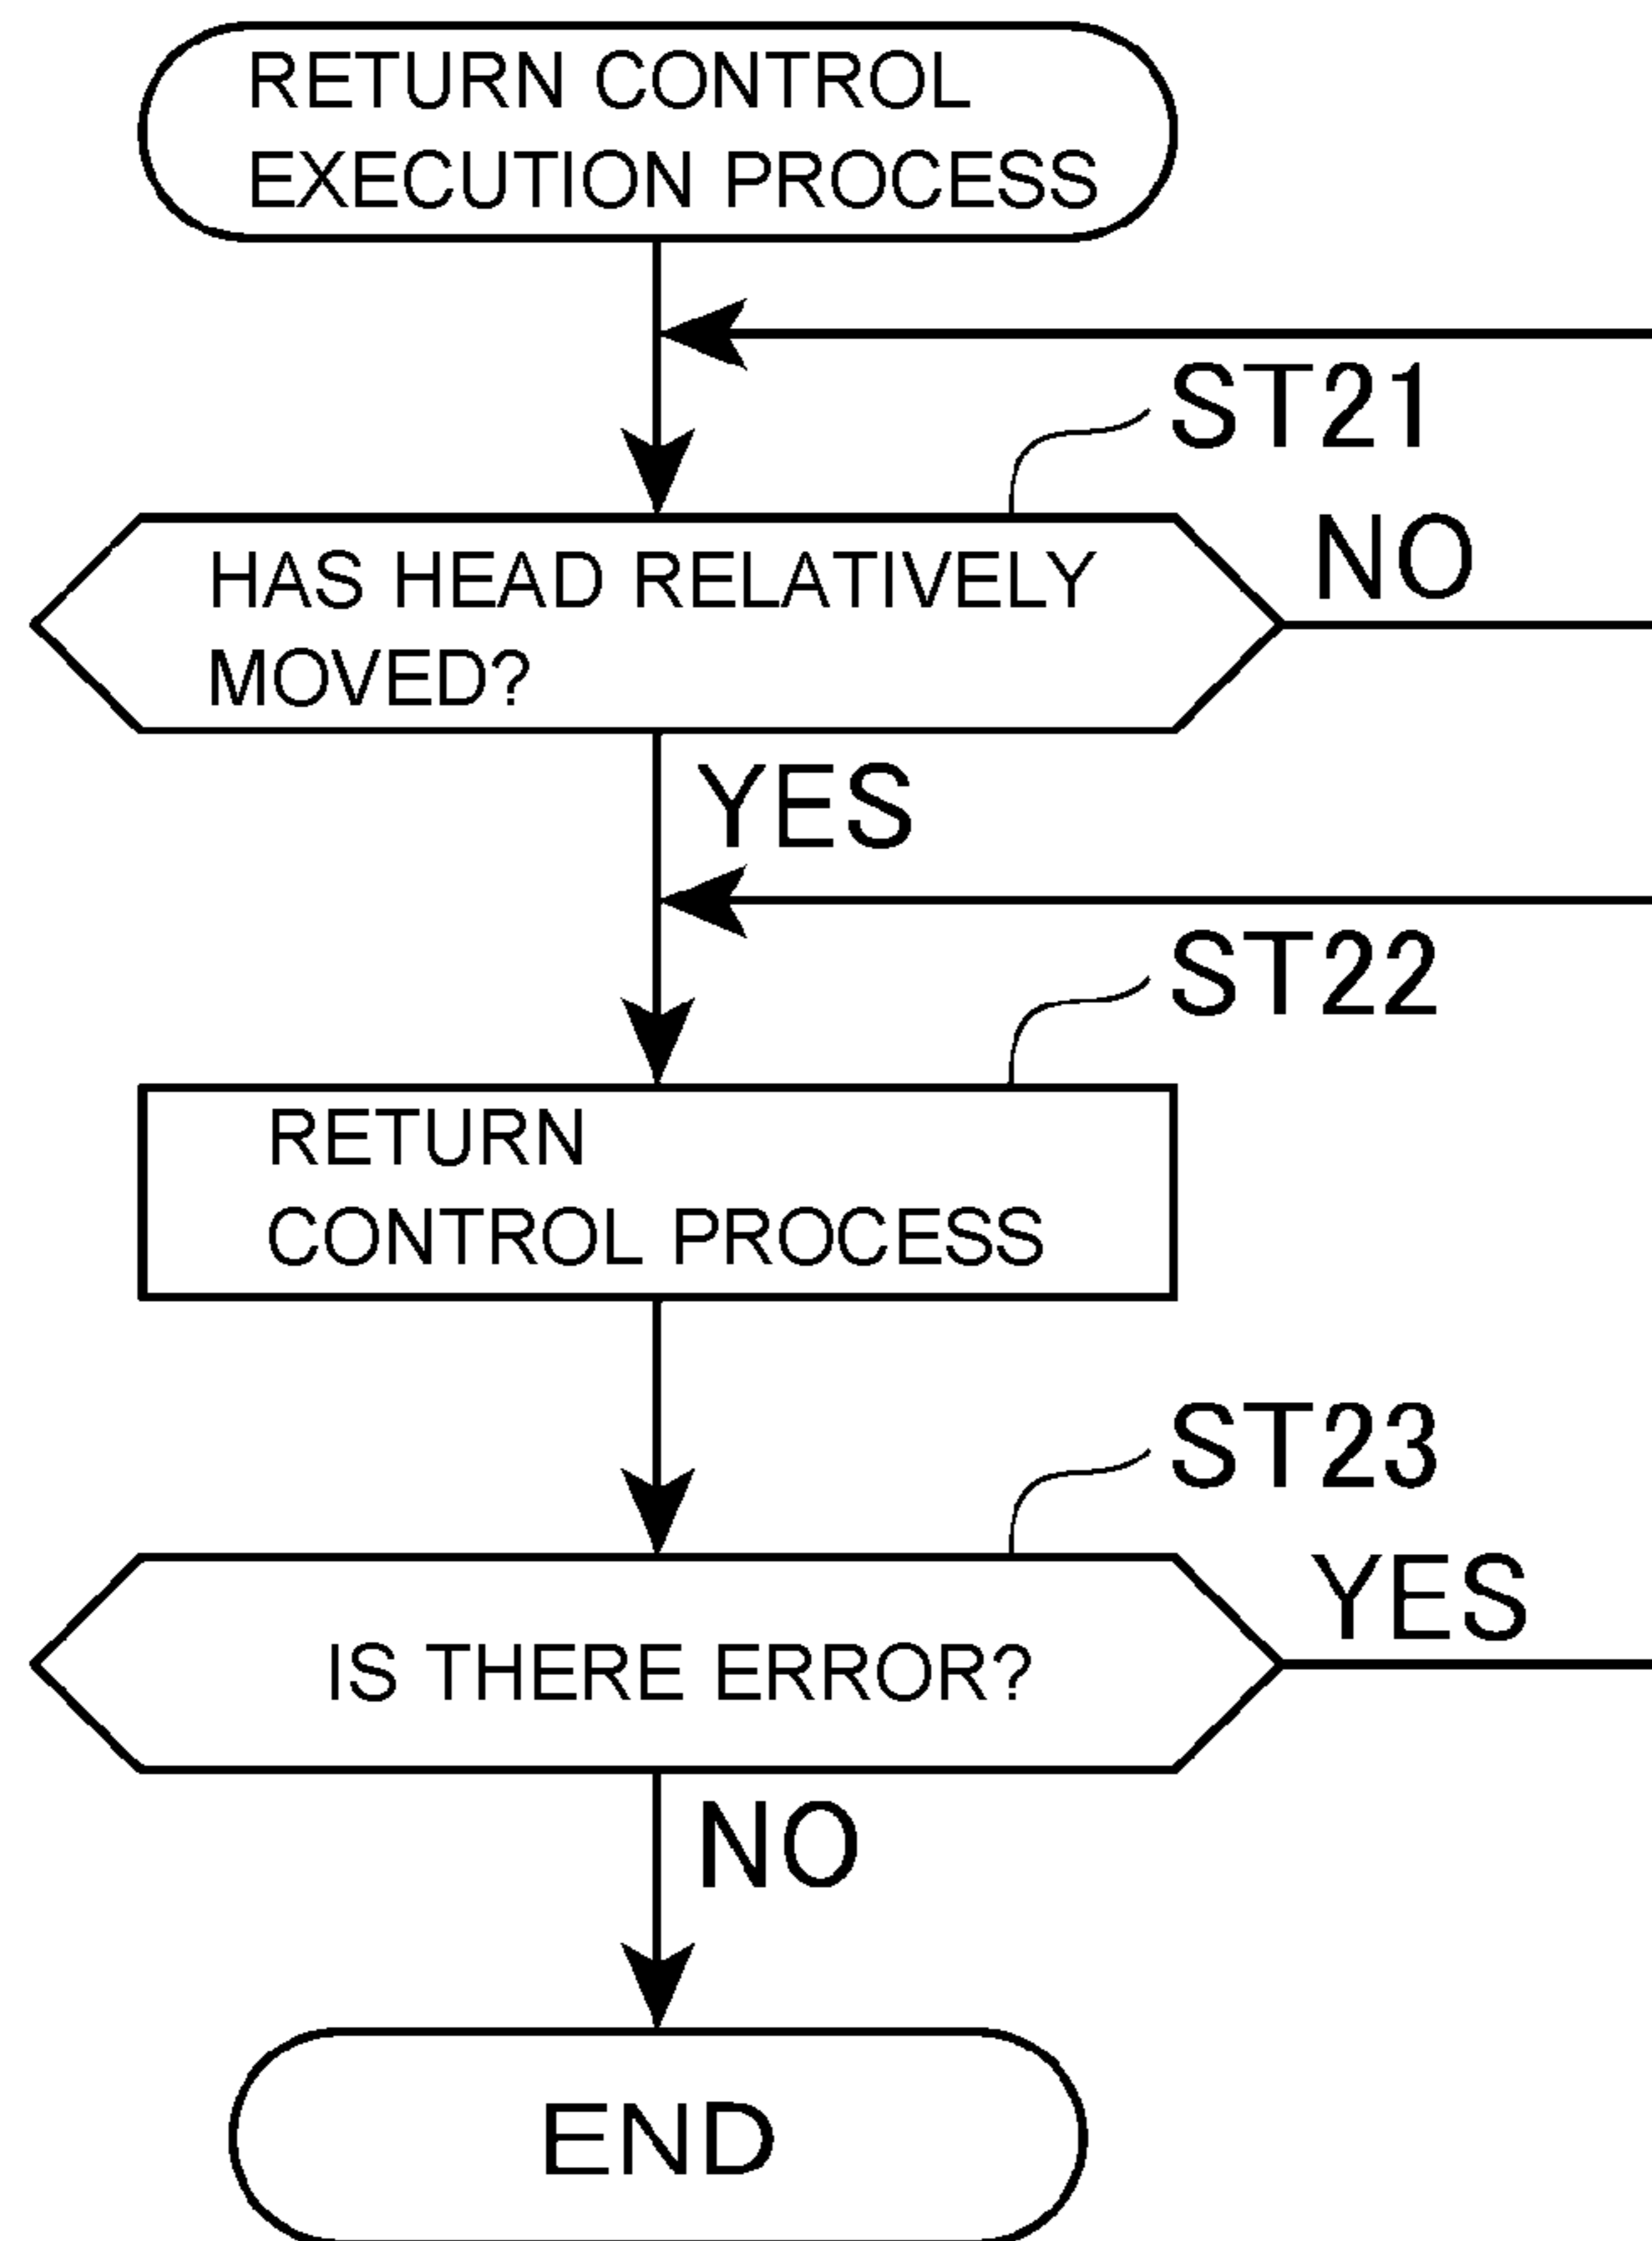 RETURN CONTROL
EXECUTION PROCESS
ST21
HAS HEAD RELATIVELY
MOVED?
NO
YES
ST22
RETURN
CONTROL PROCESS
ST23
IS THERE ERROR?
YES
NO
END